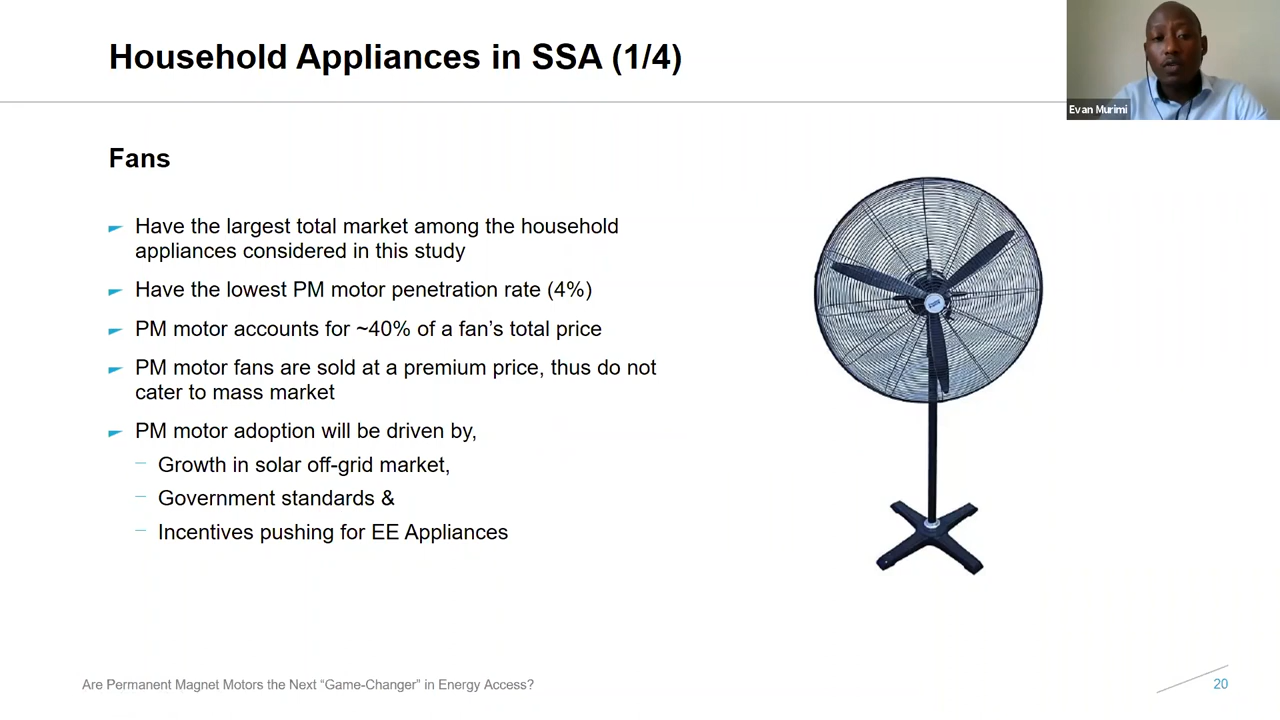 Household Appliances in SSA (1/4)
Evan Murimi
Fans
Have the largest total market among the household
appliances considered in this study
Have the lowest PM motor penetration rate (4%)
PM motor accounts for ~40% of a fan's total price
PM motor fans are sold at a premium price, thus do not
cater to mass market
PM motor adoption will be driven by,
Growth in solar off-grid market,
Government standards &
Incentives pushing for EE Appliances
Are Permanent Magnet Motors the Next “Game-Changer” in Energy Access?
20